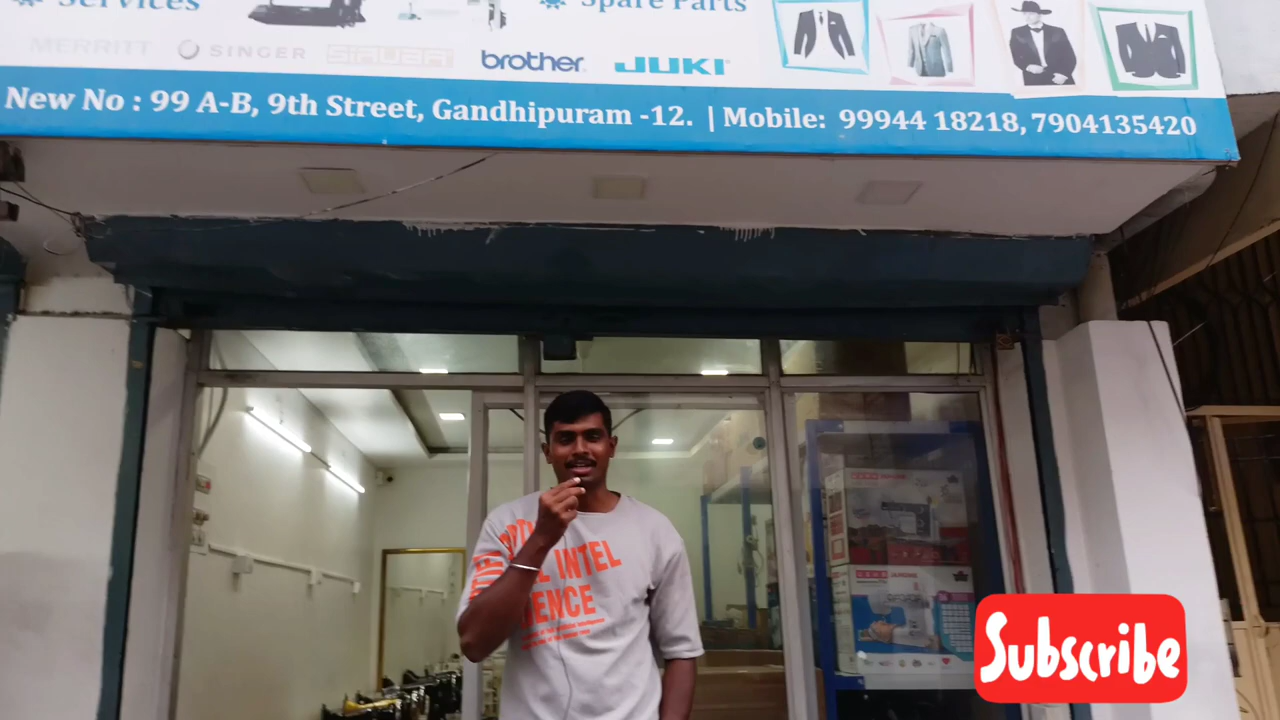 Services
Spare Parts
MERRITT
SINGER
brother
JUKI
New No : 99 A-B, 9th Street, Gandhipuram -12. | Mobile: 99944 18218, 7904135420
INTEL
ENCE
Subscribe